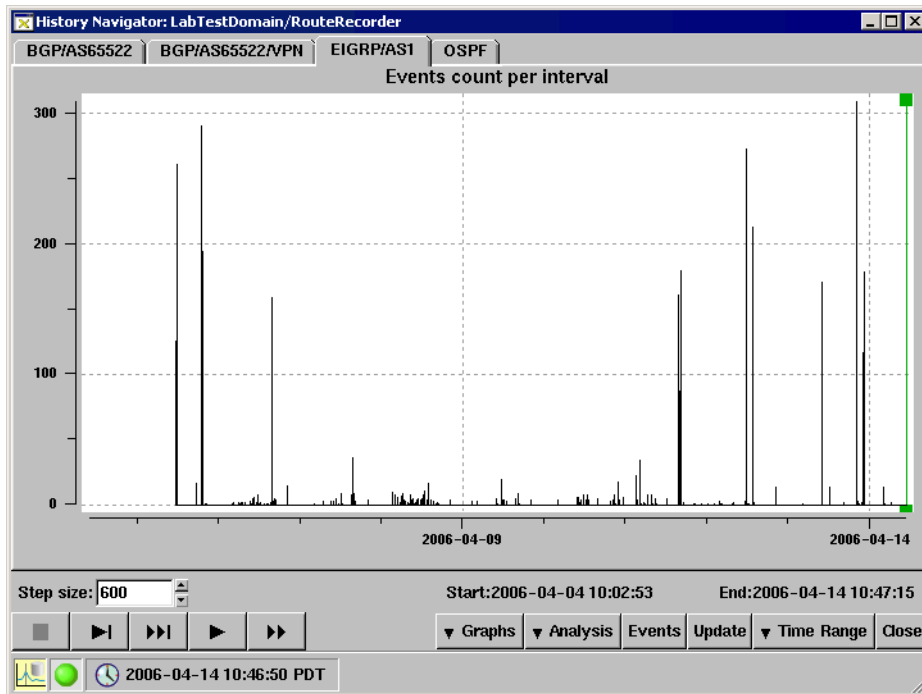 History Navigator: LabTestDomain/RouteRecorder
BGP/AS65522 BGP/AS65522/VPN EIGRP/AS1 OSPF
Events count per interval
300
200
100
0
2006-04-09 2006-04-14
Step size: 600 Start:2006-04-04 10:02:53 End:2006-04-14 10:47:15
Graphs Analysis Events Update Time Range Close
2006-04-14 10:46:50 PDT